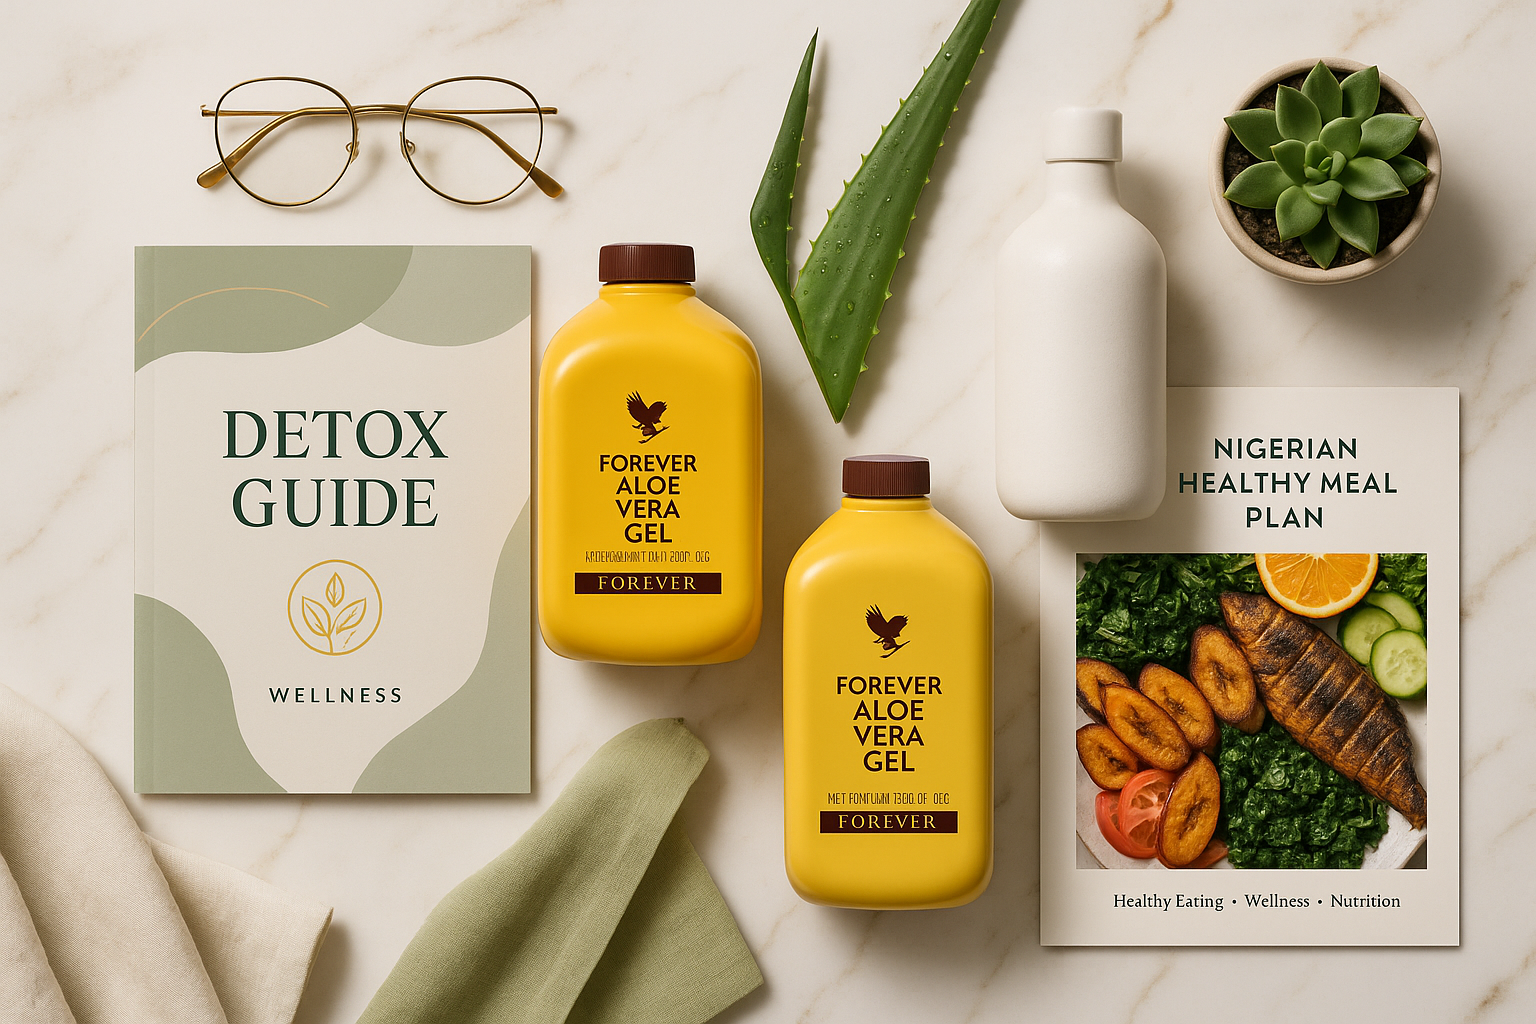 DETOX
GUIDE
WELLNESS
FOREVER
ALOE
VERA
GEL
FOREVER
FOREVER
ALOE
VERA
GEL
FOREVER
NIGERIAN
HEALTHY MEAL
PLAN
Healthy Eating • Wellness • Nutrition